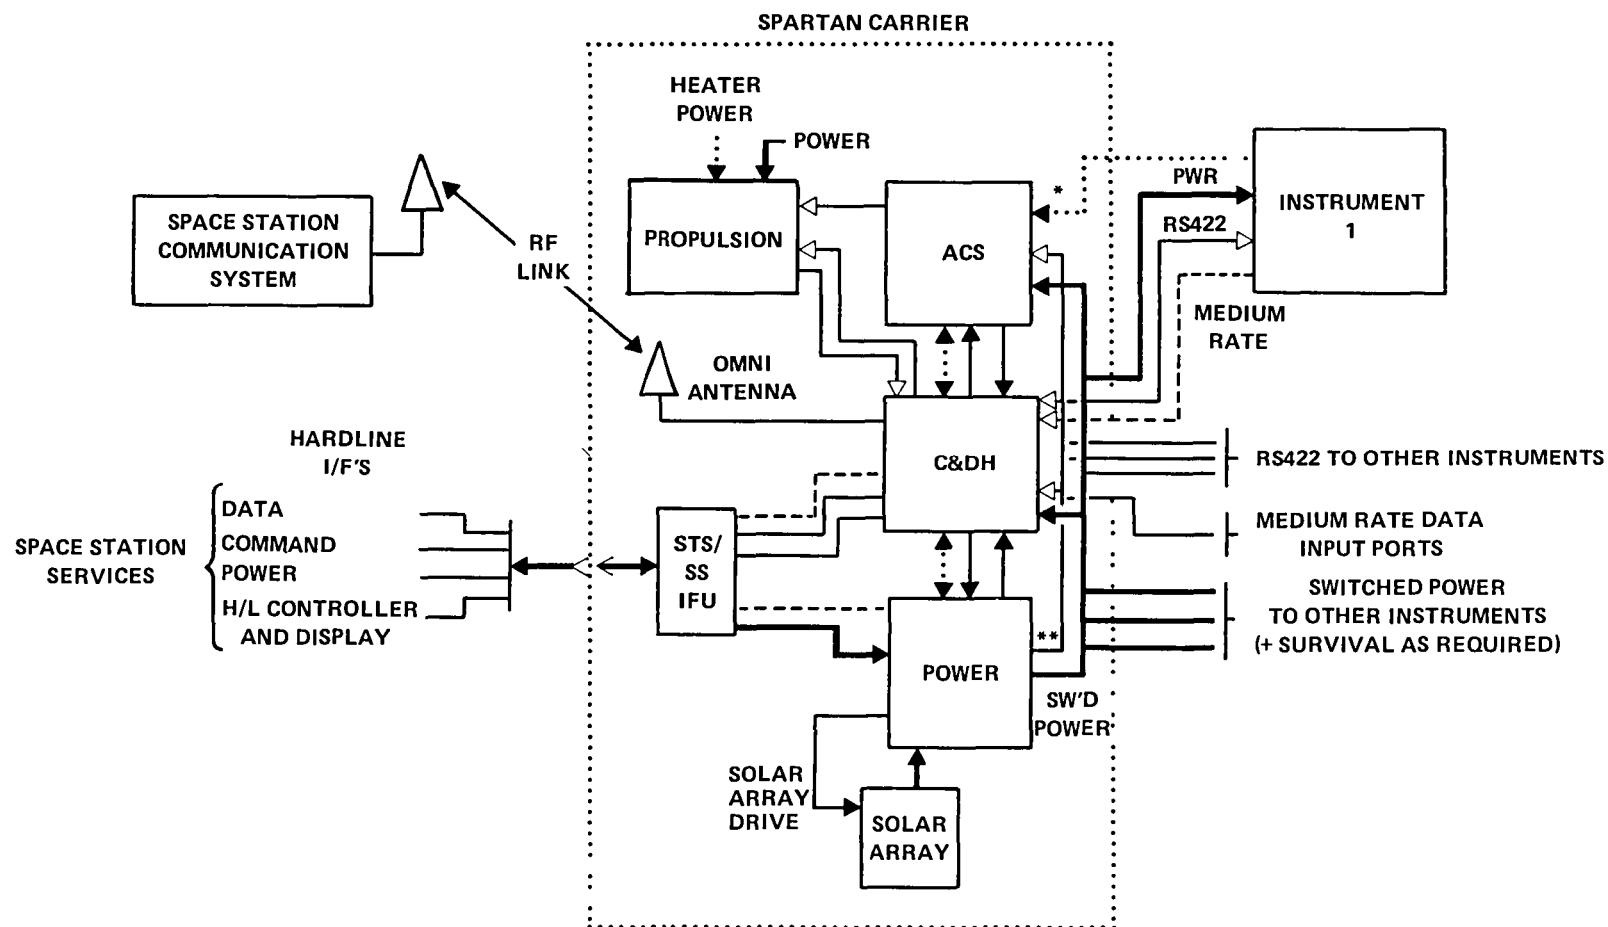 SPARTAN CARRIER
HEATER
POWER
POWER
SPACE STATION
COMMUNICATION
SYSTEM
RF
LINK
PROPULSION
ACS
*
PWR
RS422
INSTRUMENT
1
MEDIUM
RATE
OMNI
ANTENNA
C&DH
RS422 TO OTHER INSTRUMENTS
MEDIUM RATE DATA
INPUT PORTS
SWITCHED POWER
TO OTHER INSTRUMENTS
(+ SURVIVAL AS REQUIRED)
HARDLINE
I/F'S
SPACE STATION
SERVICES
DATA
COMMAND
POWER
H/L CONTROLLER
AND DISPLAY
STS/
SS
IFU
**
POWER
SW'D
POWER
SOLAR
ARRAY
DRIVE
SOLAR
ARRAY